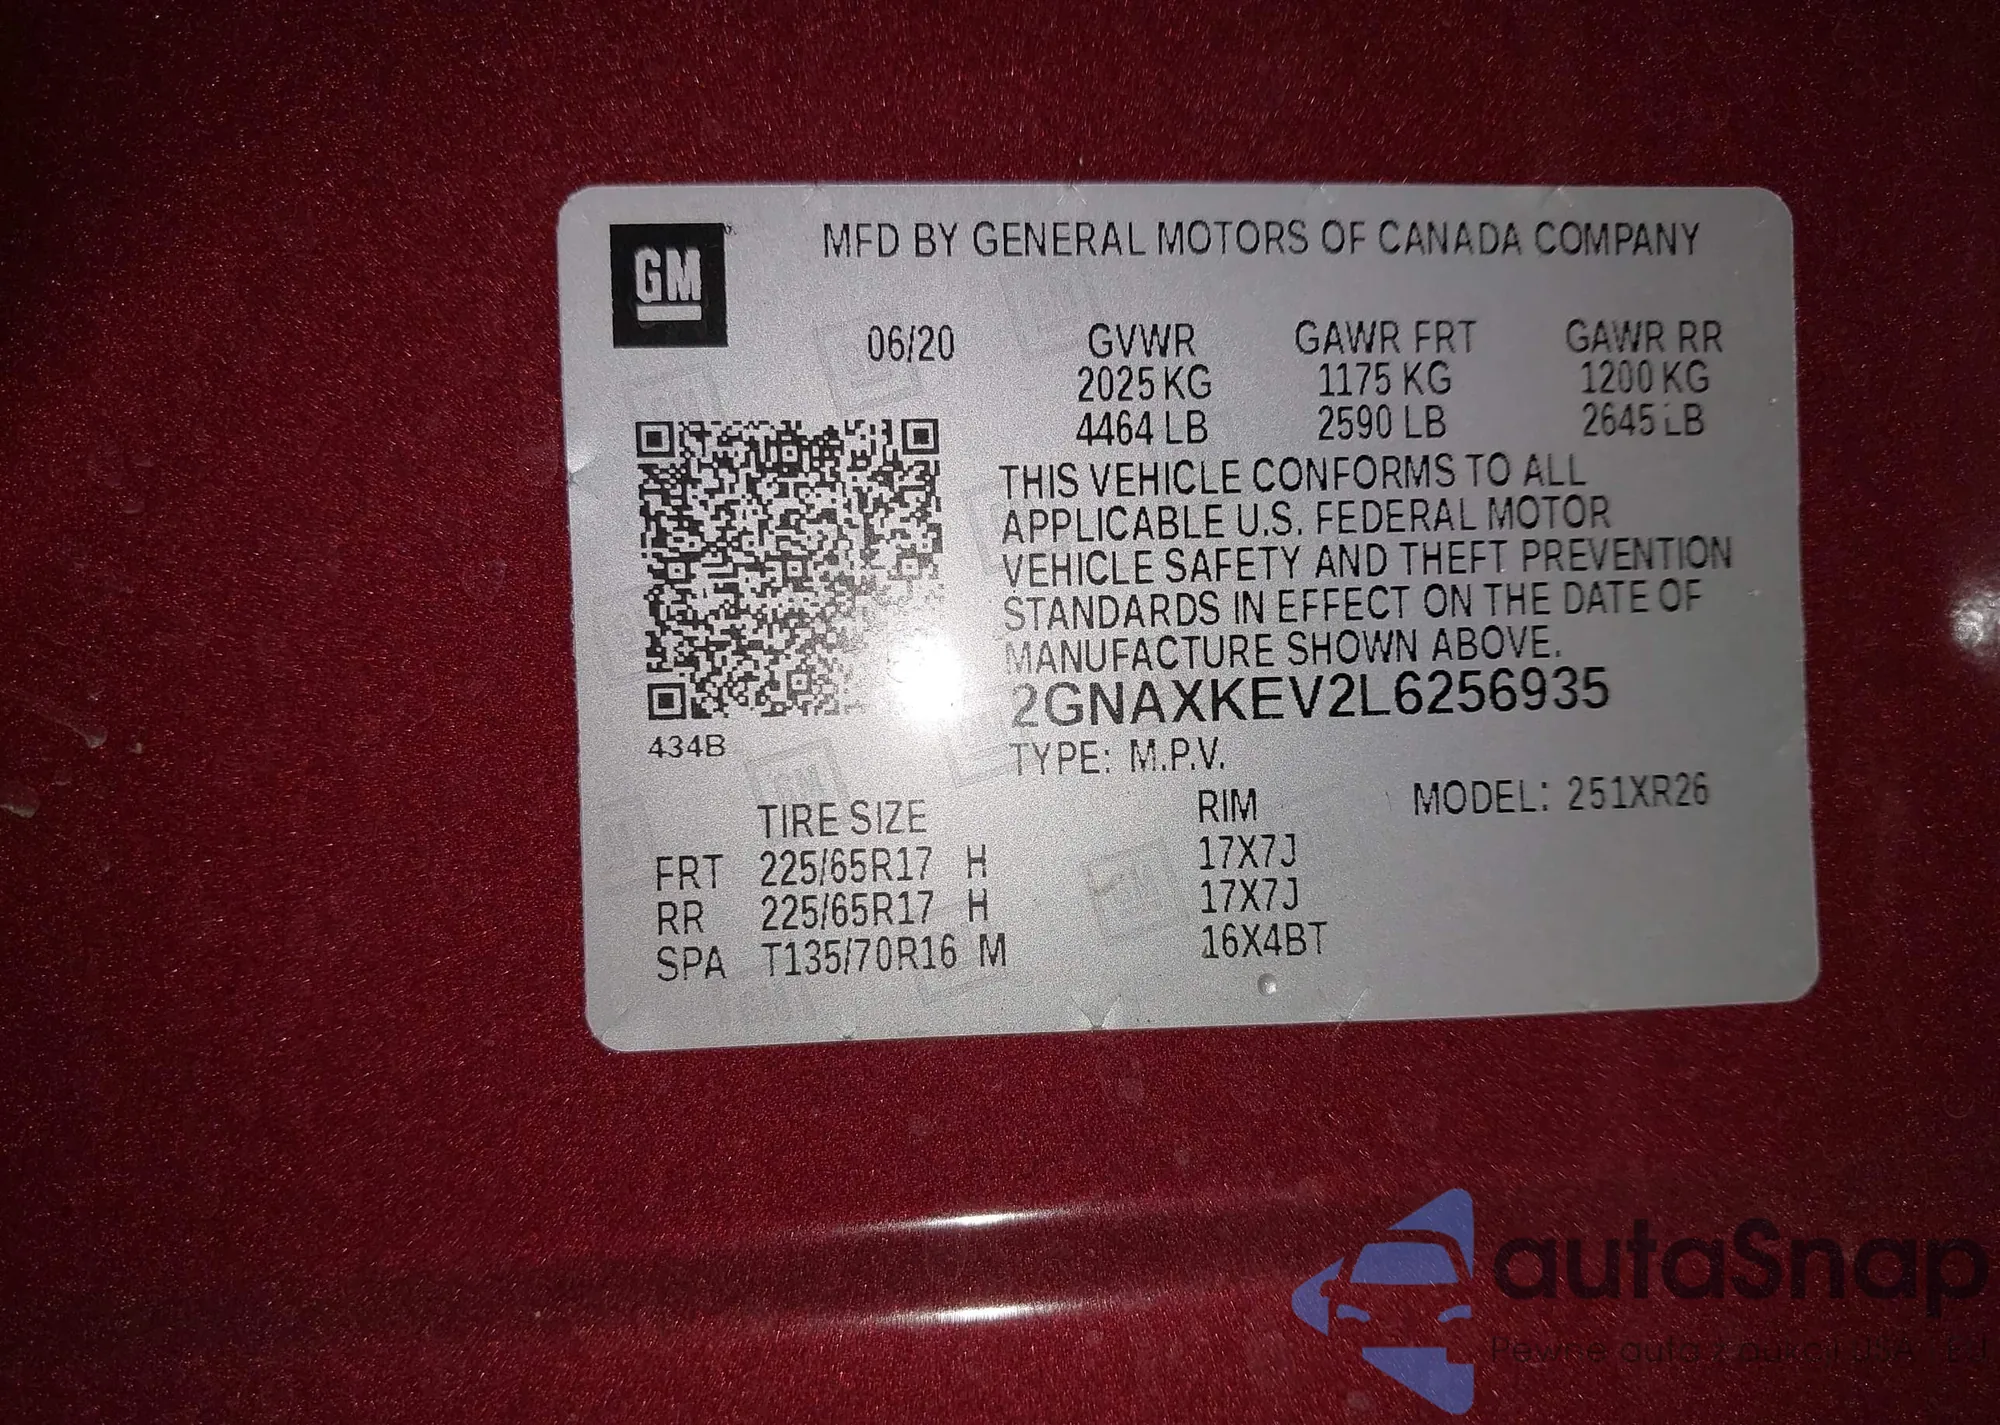 GM
MFD BY GENERAL MOTORS OF CANADA COMPANY
06/20 GVWR GAWR FRT GAWR RR
2025 KG 1175 KG 1200 KG
4464 LB 2590 LB 2645 LB
THIS VEHICLE CONFORMS TO ALL
APPLICABLE U.S. FEDERAL MOTOR
VEHICLE SAFETY AND THEFT PREVENTION
STANDARDS IN EFFECT ON THE DATE OF
MANUFACTURE SHOWN ABOVE.
2GNAXKEV2L6256935
434B
TYPE: M.P.V.
TIRE SIZE RIM MODEL: 251XR26
FRT 225/65R17 H 17X7J
RR 225/65R17 H 17X7J
SPA T135/70R16 M 16X4BT
autaSnap
Pewne auto z aukcji